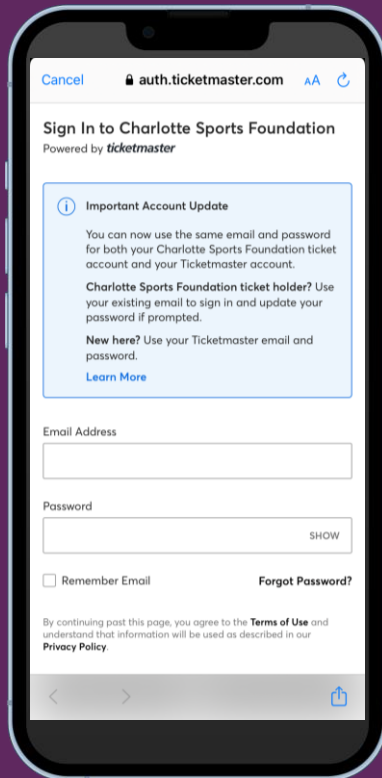 Cancel auth.ticketmaster.com AA
Sign In to Charlotte Sports Foundation
Powered by ticketmaster
Important Account Update
You can now use the same email and password
for both your Charlotte Sports Foundation ticket
account and your Ticketmaster account.
Charlotte Sports Foundation ticket holder? Use
your existing email to sign in and update your
password if prompted.
New here? Use your Ticketmaster email and
password.
Learn More
Email Address
Password
SHOW
Remember Email Forgot Password?
By continuing past this page, you agree to the Terms of Use and
understand that information will be used as described in our
Privacy Policy.